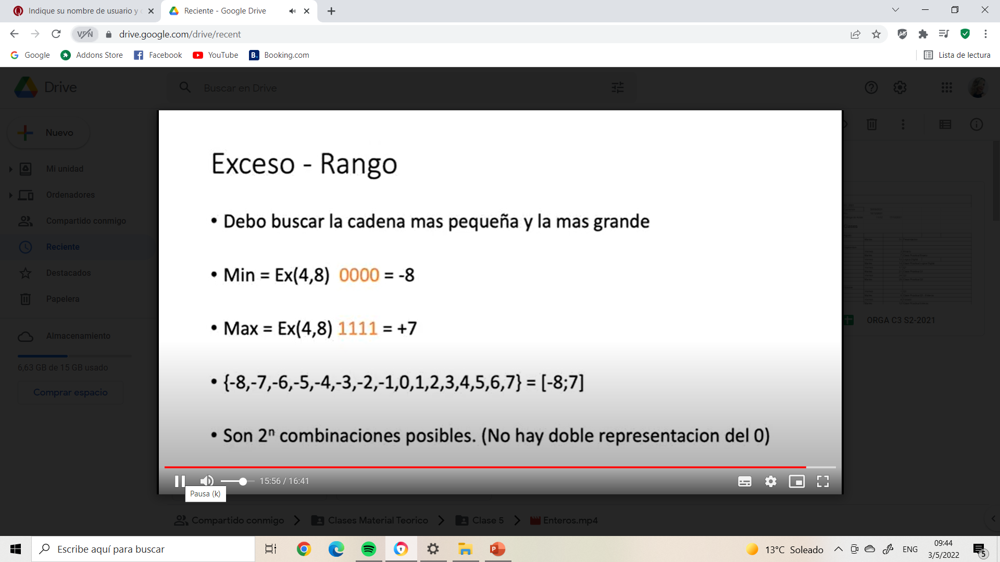 Indique su nombre de usuario y c
Reciente - Google Drive
VPN
drive.google.com/drive/recent
Google
Addons Store
Facebook
YouTube
B.
Booking.com
Lista de lectura
Drive
Buscar en Drive
Nuevo
Mi unidad
Ordenadores
Compartido conmigo
Reciente
Destacados
Papelera
Almacenamiento
6,63 GB de 15 GB usado
Comprar espacio
Exceso - Rango
• Debo buscar la cadena mas pequeña y la mas grande
• Min = Ex(4,8) 0000 = -8
• Max = Ex(4,8) 1111 = +7
• {-8,-7,-6,-5,-4,-3,-2,-1,0,1,2,3,4,5,6,7} = [-8;7]
• Son 2ⁿ combinaciones posibles. (No hay doble representacion del 0)
15:56 / 16:41
Pausa (k)
ORGA C3 S2-2021
Compartido conmigo
Clases Material Teorico
Clase 5
Enteros.mp4
Escribe aquí para buscar
13°C Soleado
ENG
09:44
3/5/2022
5